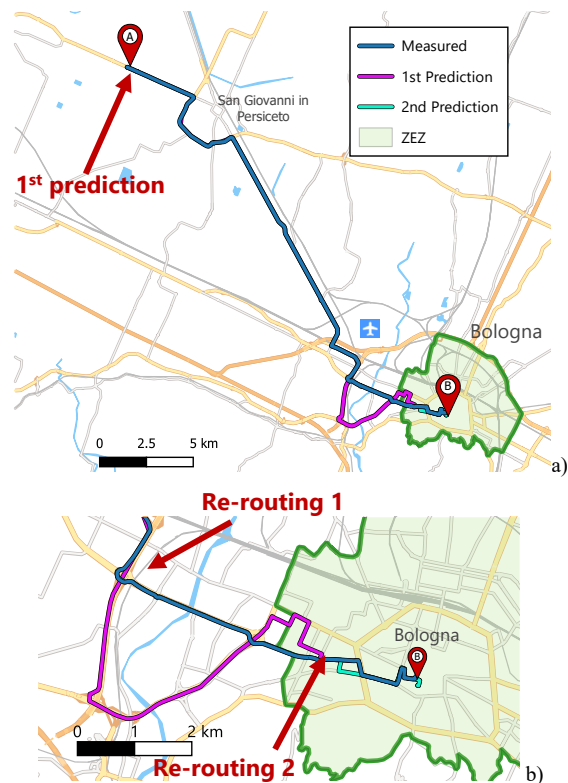 A
Measured
1st Prediction
2nd Prediction
ZEZ
San Giovanni in
Persiceto
1st prediction
Bologna
B
0 2.5 5 km
a)
Re-routing 1
Bologna
B
0 1 2 km
Re-routing 2
b)